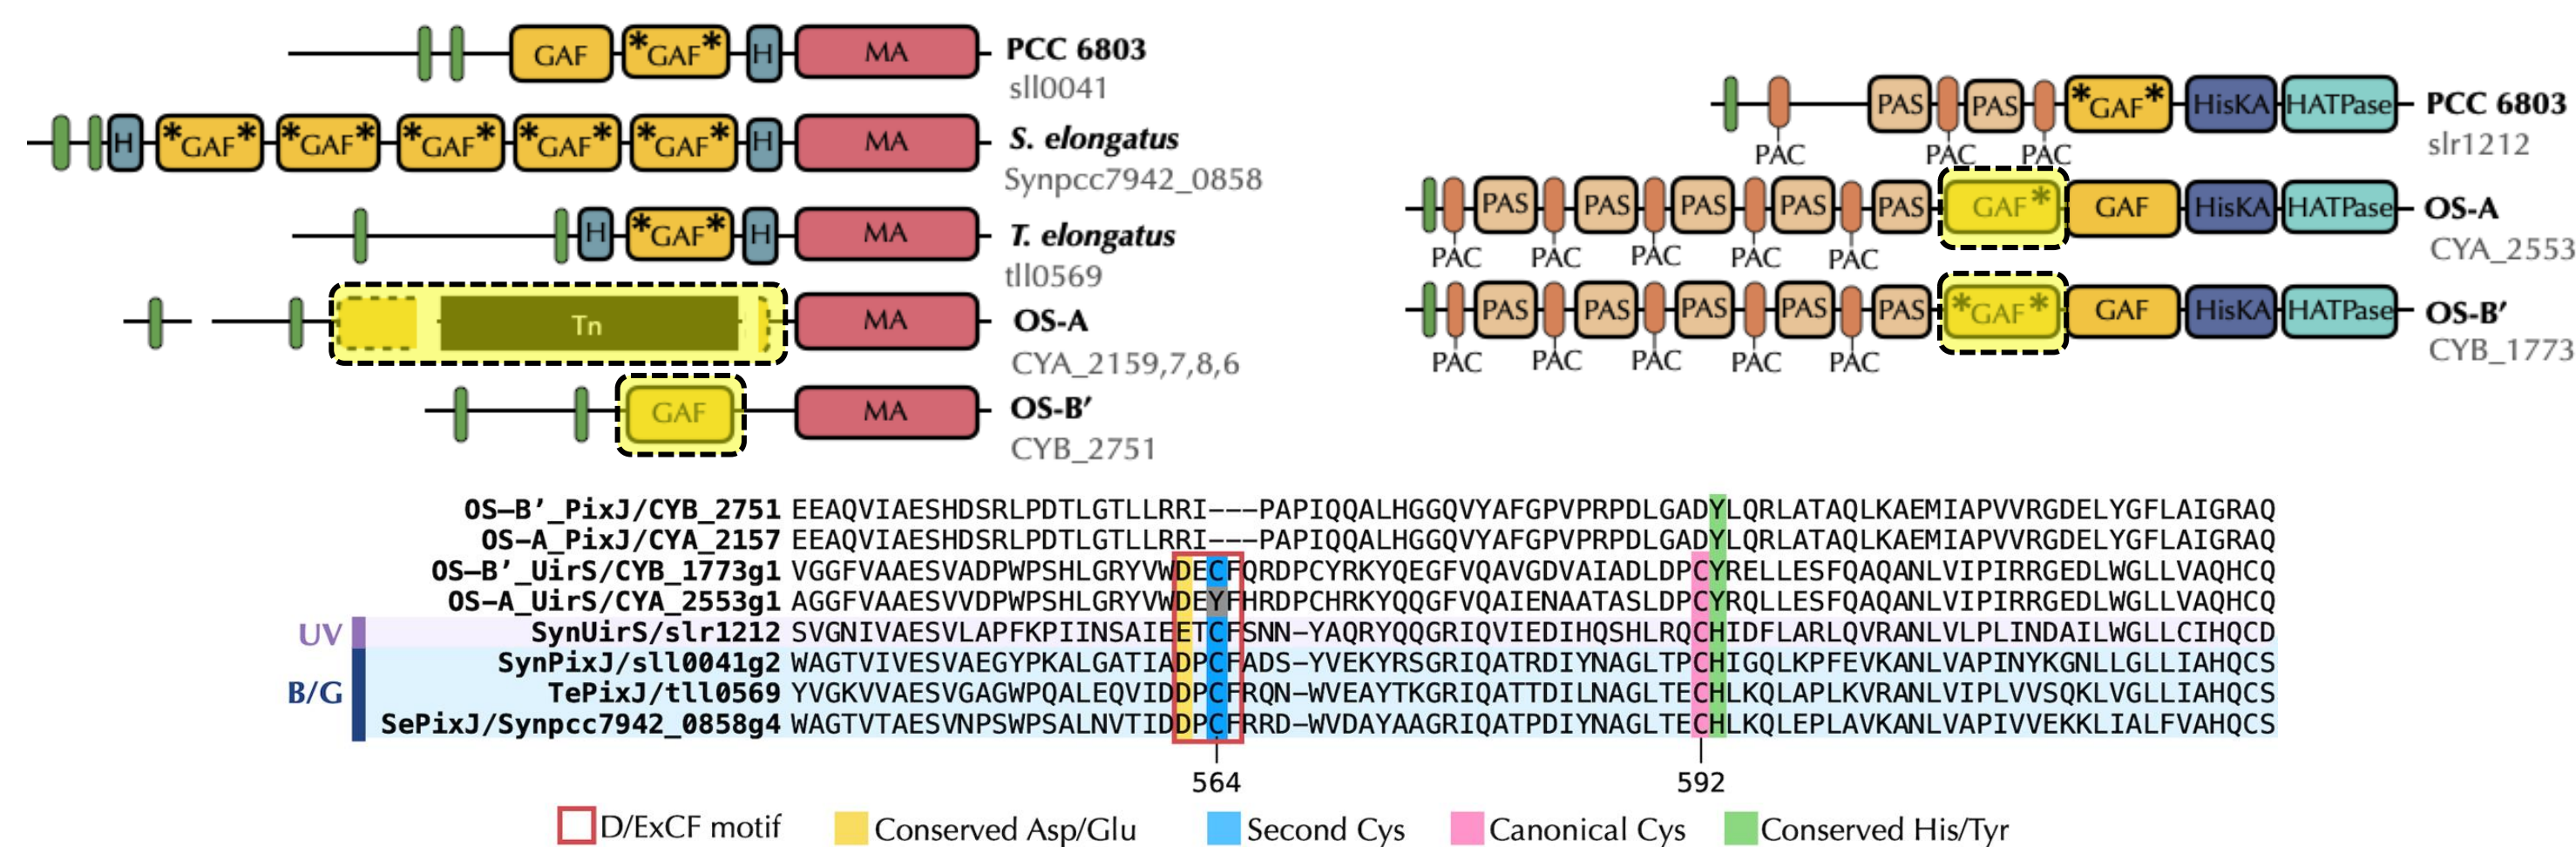 GAF *GAF* H MA PCC 6803
sll0041
H *GAF* *GAF* *GAF* *GAF* *GAF* H MA S. elongatus
Synpcc7942_0858
H *GAF* H MA T. elongatus
tll0569
Tn MA OS-A
CYA_2159,7,8,6
GAF MA OS-B’
CYB_2751
PAS PAS *GAF* HisKA HATPase PCC 6803
PAC PAC PAC slr1212
PAS PAS PAS PAS PAS GAF* GAF HisKA HATPase OS-A
PAC PAC PAC PAC PAC CYA_2553
PAS PAS PAS PAS PAS *GAF* GAF HisKA HATPase OS-B’
PAC PAC PAC PAC PAC CYB_1773
OS–B’_PixJ/CYB_2751 EEAQVIAESHDSRLPDTLGTLLRRI---PAPIQQALHGGQVYAFGPVPRPDLGADYLQRLATAQLKAEMIAPVVRGDELYGFLAIGRAQ
OS–A_PixJ/CYA_2157 EEAQVIAESHDSRLPDTLGTLLRRI---PAPIQQALHGGQVYAFGPVPRPDLGADYLQRLATAQLKAEMIAPVVRGDELYGFLAIGRAQ
OS–B’_UirS/CYB_1773g1 VGGFVAAESVADPWPSHLGRYVWDFCFQRDPCYRKYQEGFVQAVGDVAIADLDPCYRELLESFQAQANLVIPIRRGEDLWGLLVAQHCQ
OS–A_UirS/CYA_2553g1 AGGFVAAESVVDPWPSHLGRYVWDFYFHRDPCHRKYQQGFVQAIENAATASLDPCYRQLLESFQAQANLVIPIRRGEDLWGLLVAQHCQ
UV SynUirS/slr1212 SVGNIVAESVLAPFKPIINSAIEETCFSNN–YAQRYQQGRIQVIEDIHQSHLRQCHIDFLARLQVRANLVLPLINDAILWGLLCIHQCD
SynPixJ/sll0041g2 WAGTVIVESVAEGYPKALGATIADPCFADS–YVEKYRSGRIQATRDIYNAGLTPCHIGQLKPFEVKANLVAPINYKGNLLGLLIAHQCS
B/G TePixJ/tll0569 YVGKVVAESVGAGWPQALEQVIDDPCFRQN–WVEAYTKGRIQATTDILNAGLTECHLKQLAPLKVRANLVIPLVVSQKLVGLLIAHQCS
SePixJ/Synpcc7942_0858g4 WAGTVTAESVNPSWPSALNVTIDDPCFRRD–WVDAYAAGRIQATPDIYNAGLTECHLKQLEPLAVKANLVAPIVVEKKLIALFVAHQCS
564 592
D/ExCF motif Conserved Asp/Glu Second Cys Canonical Cys Conserved His/Tyr